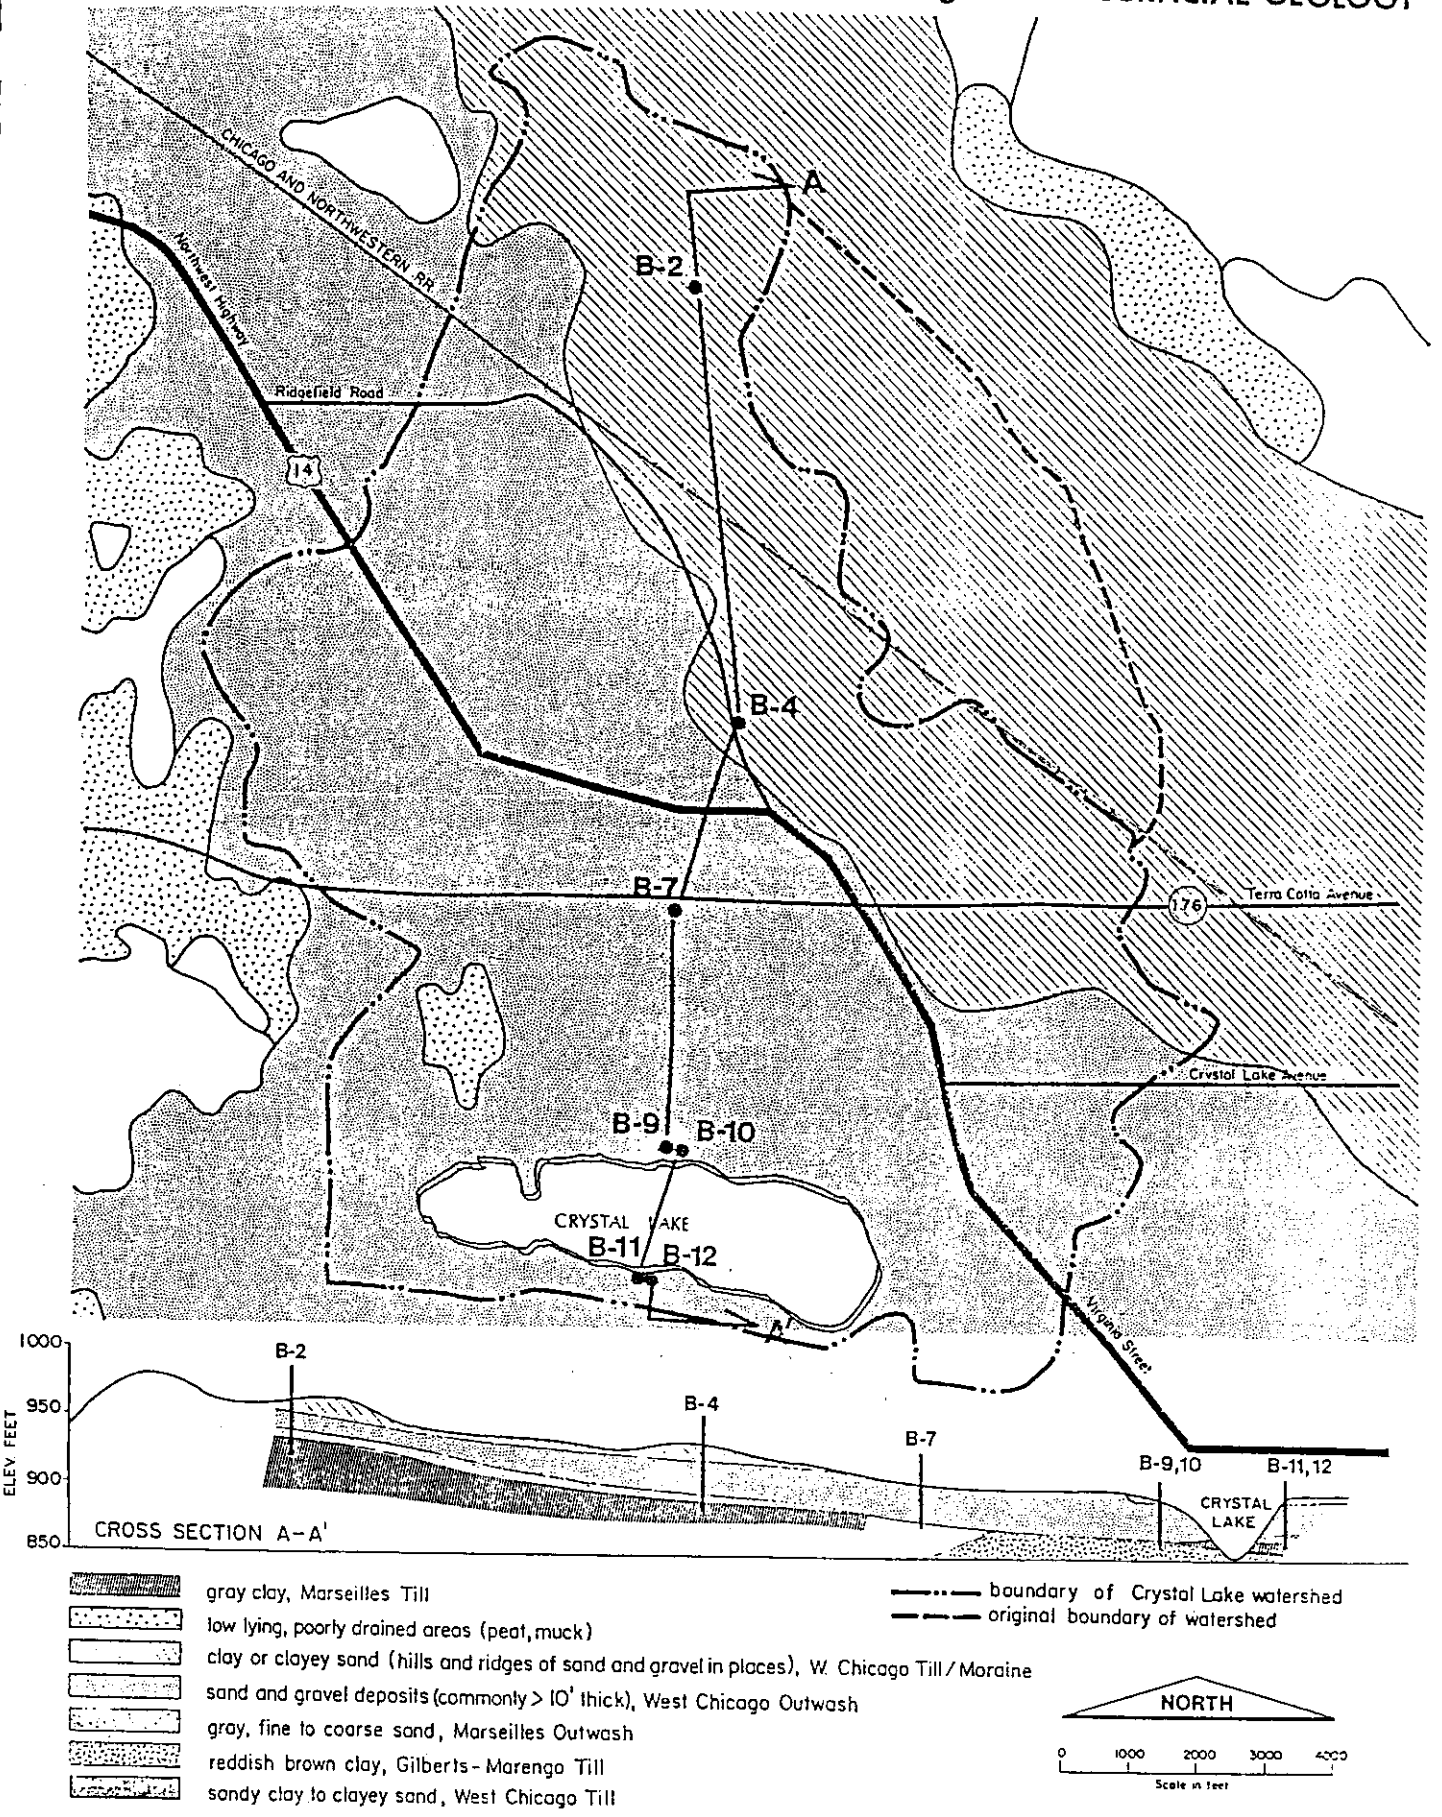 GEOLOGY
CHICAGO AND NORTHWESTERN RR
A
B-2
Northwest Highway
Ridgefield Road
14
B-4
B-7
176
Terra Cotta Avenue
Crystal Lake Avenue
B-9
B-10
CRYSTAL LAKE
B-11
B-12
A'
Virginia Street
1000
950
900
850
ELEV. FEET
B-2
B-4
B-7
B-9,10
B-11,12
CRYSTAL
LAKE
CROSS SECTION A-A'
gray clay, Marseilles Till
low lying, poorly drained areas (peat, muck)
clay or clayey sand (hills and ridges of sand and gravel in places), W. Chicago Till/Moraine
sand and gravel deposits (commonly > 10' thick), West Chicago Outwash
gray, fine to coarse sand, Marseilles Outwash
reddish brown clay, Gilberts-Marengo Till
sandy clay to clayey sand, West Chicago Till
boundary of Crystal Lake watershed
original boundary of watershed
NORTH
0 1000 2000 3000 4000
Scale in feet